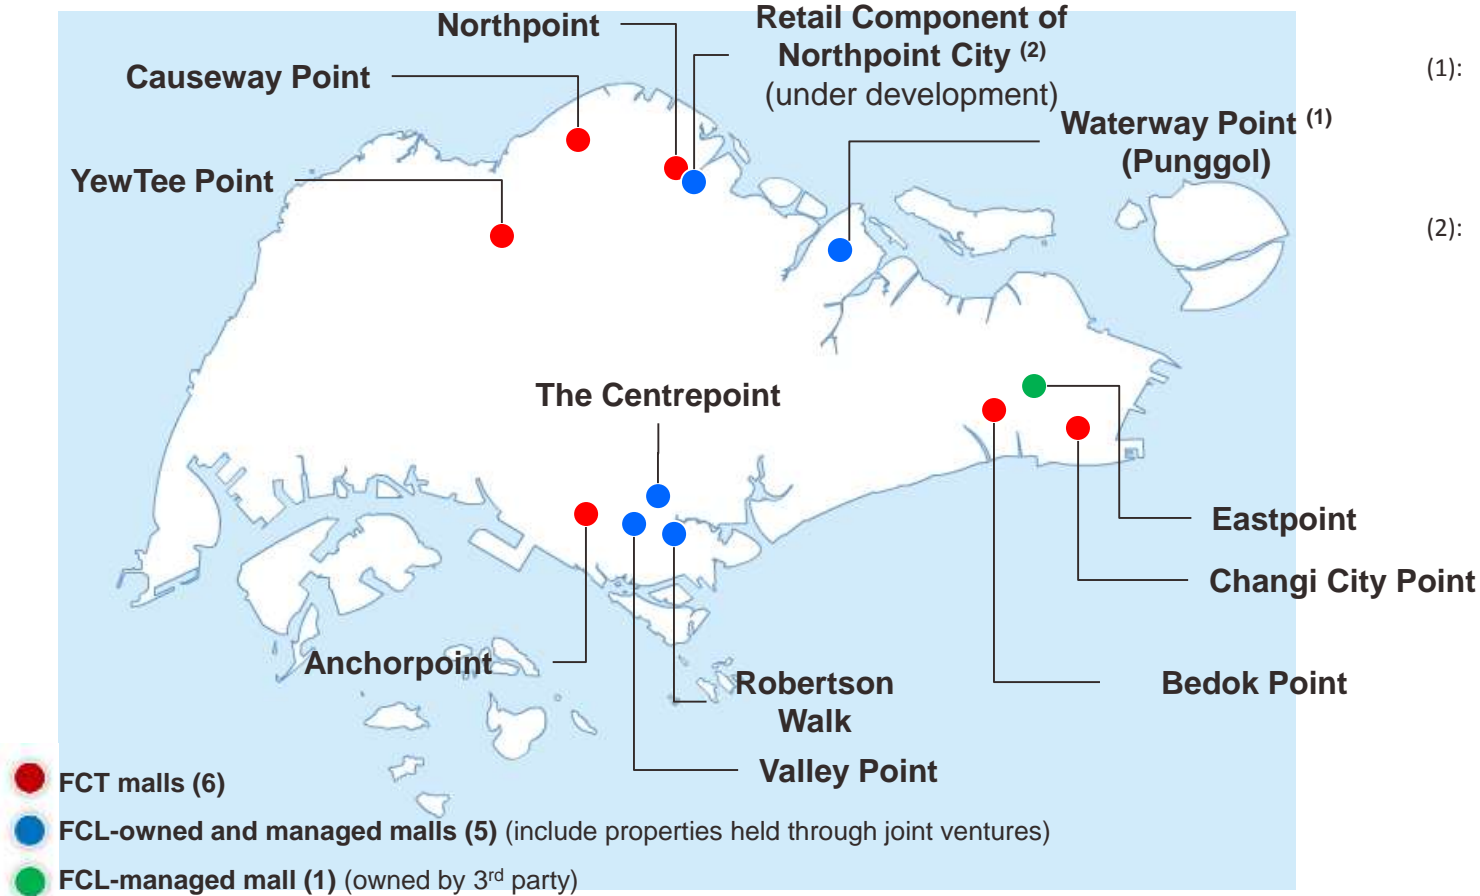 Northpoint
Retail Component of
Northpoint City (2)
(under development)
(1):
Causeway Point
Waterway Point (1)
(Punggol)
YewTee Point
(2):
The Centrepoint
Eastpoint
Changi City Point
Anchorpoint
Robertson
Walk
Bedok Point
Valley Point
FCT malls (6)
FCL-owned and managed malls (5) (include properties held through joint ventures)
FCL-managed mall (1) (owned by 3rd party)